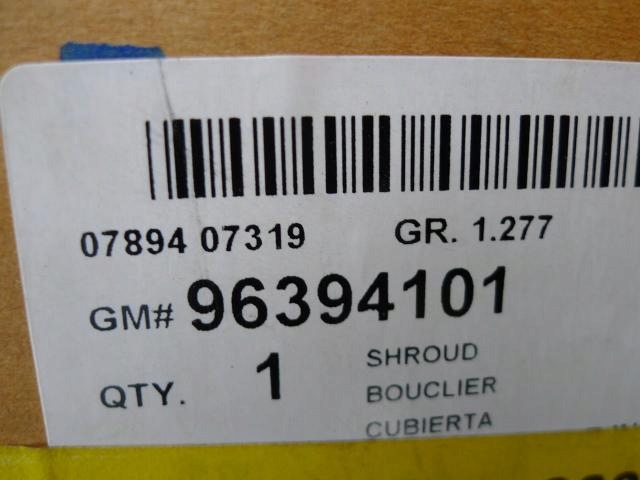 07894 07319 GR. 1.277
GM# 96394101
QTY. 1 SHROUD
BOUCLIER
CUBIERTA